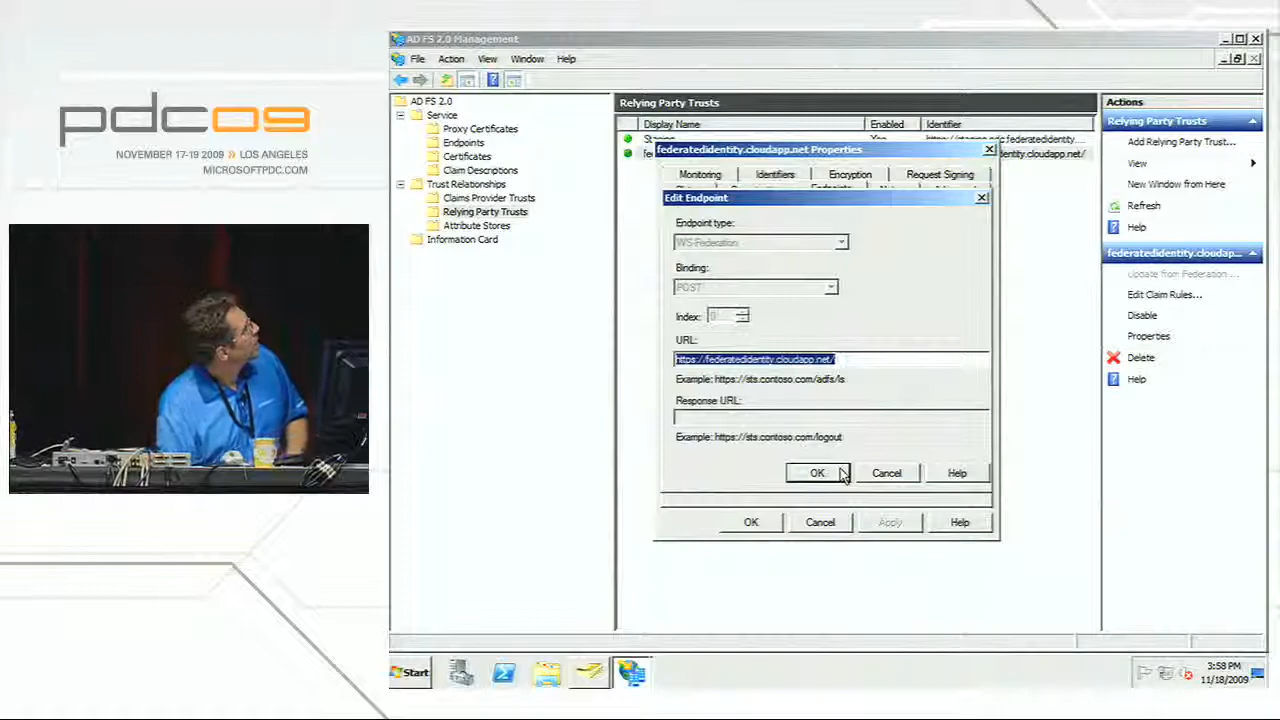 pdc09
NOVEMBER 17-19 2009 » LOS ANGELES
MICROSOFTPDC.COM
AD FS 2.0 Management
File Action View Window Help
AD FS 2.0
Service
Proxy Certificates
Endpoints
Certificates
Claim Descriptions
Trust Relationships
Claims Provider Trusts
Relying Party Trusts
Attribute Stores
Information Card
Relying Party Trusts
Display Name Enabled Identifier
federatedidentity.cloudapp.net Properties
Monitoring Identifiers Encryption Request Signing
Edit Endpoint
Endpoint type:
WS-Federation
Binding:
POST
Index: 0
URL:
https://federatedidentity.cloudapp.net/
Example: https://sts.contoso.com/adfs/ls
Response URL:
Example: https://sts.contoso.com/logout
OK Cancel Help
OK Cancel Apply Help
Actions
Relying Party Trusts
Add Relying Party Trust...
View
New Window from Here
Refresh
Help
federatedidentity.cloudap...
Update from Federation ...
Edit Claim Rules...
Disable
Properties
Delete
Help
Start
3:58 PM
11/18/2009